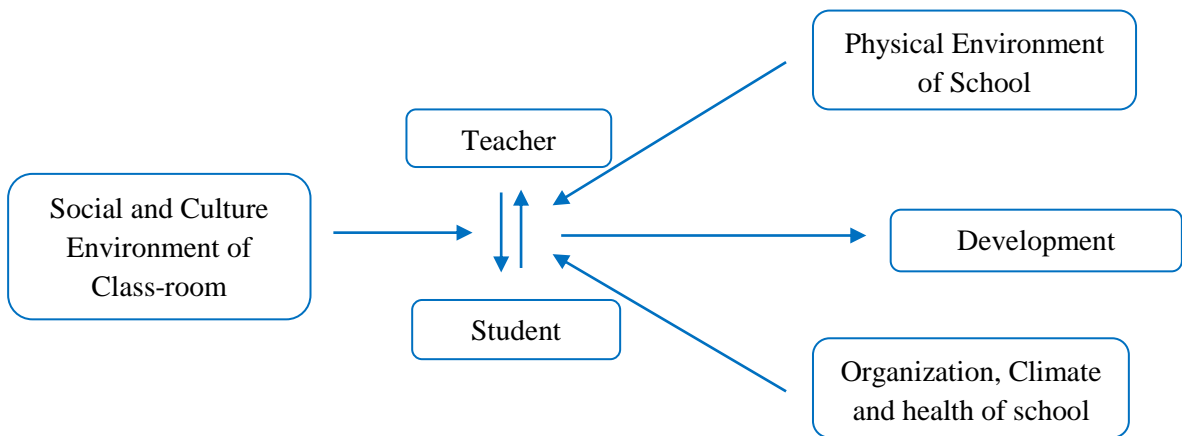 Physical Environment
of School
Teacher
Social and Culture
Environment of
Class-room
Development
Student
Organization, Climate
and health of school